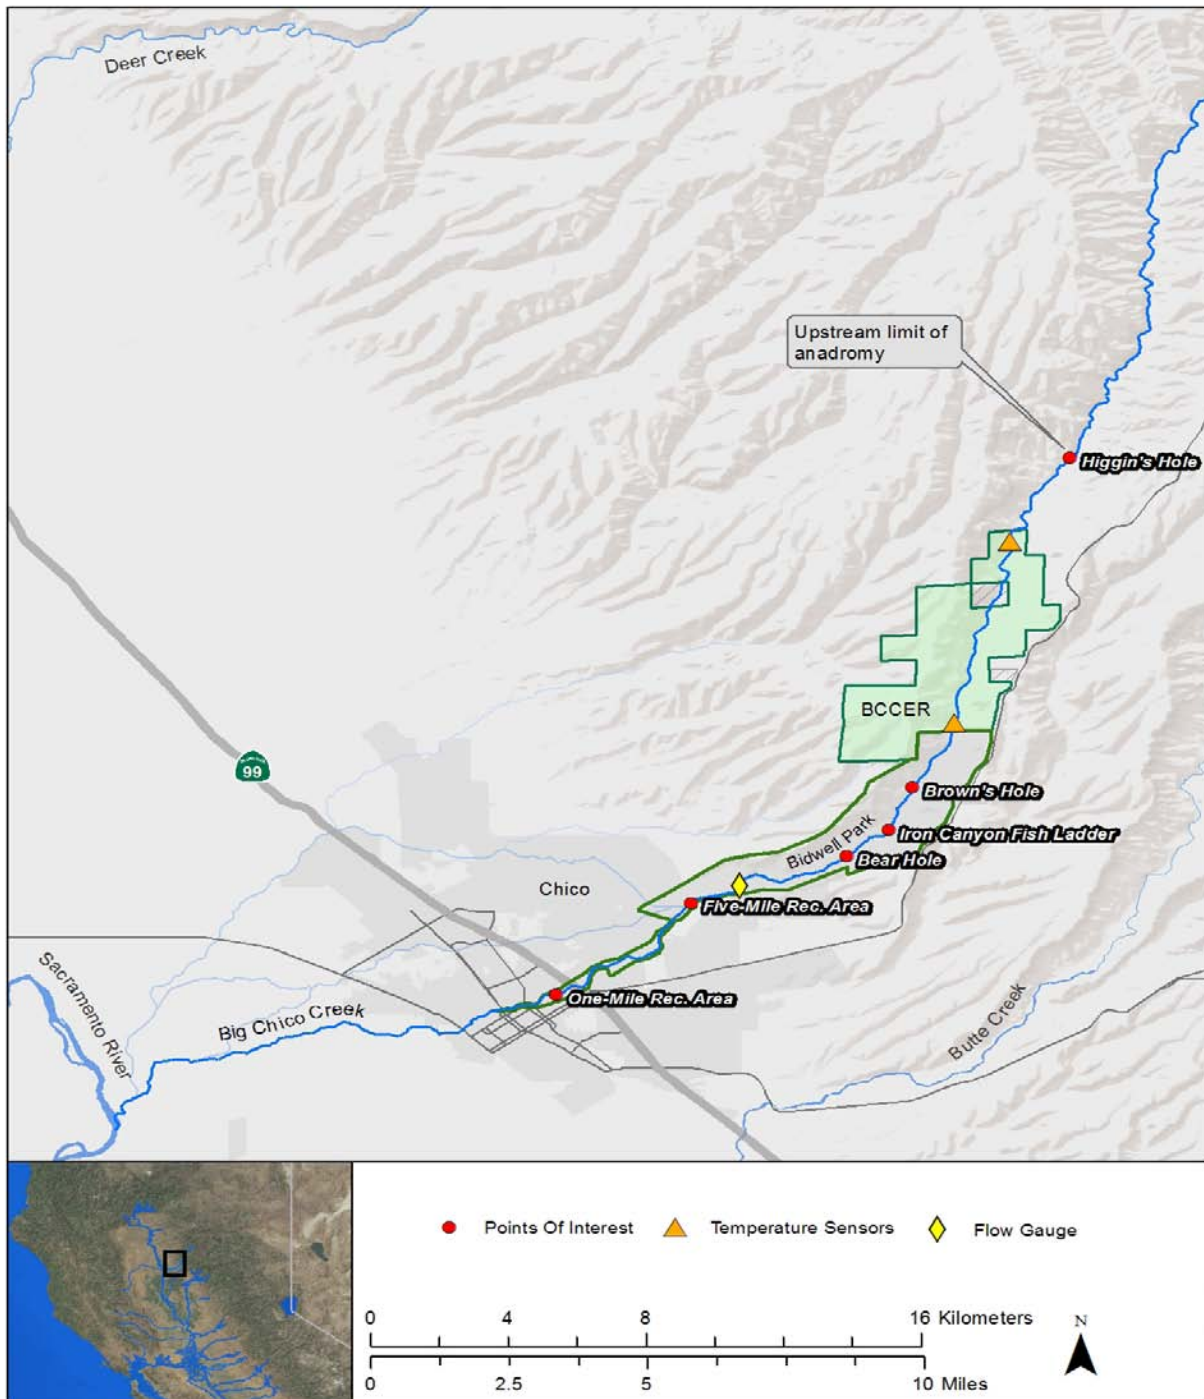 Deer Creek
Upstream limit of
anadromy
Higgin's Hole
BCCER
99
Brown's Hole
Iron Canyon Fish Ladder
Bidwell Park
Bear Hole
Chico
Five-Mile Rec. Area
One-Mile Rec. Area
Sacramento River
Big Chico Creek
Butte Creek
Points Of Interest
Temperature Sensors
Flow Gauge
0 4 8 16 Kilometers
N
0 2.5 5 10 Miles